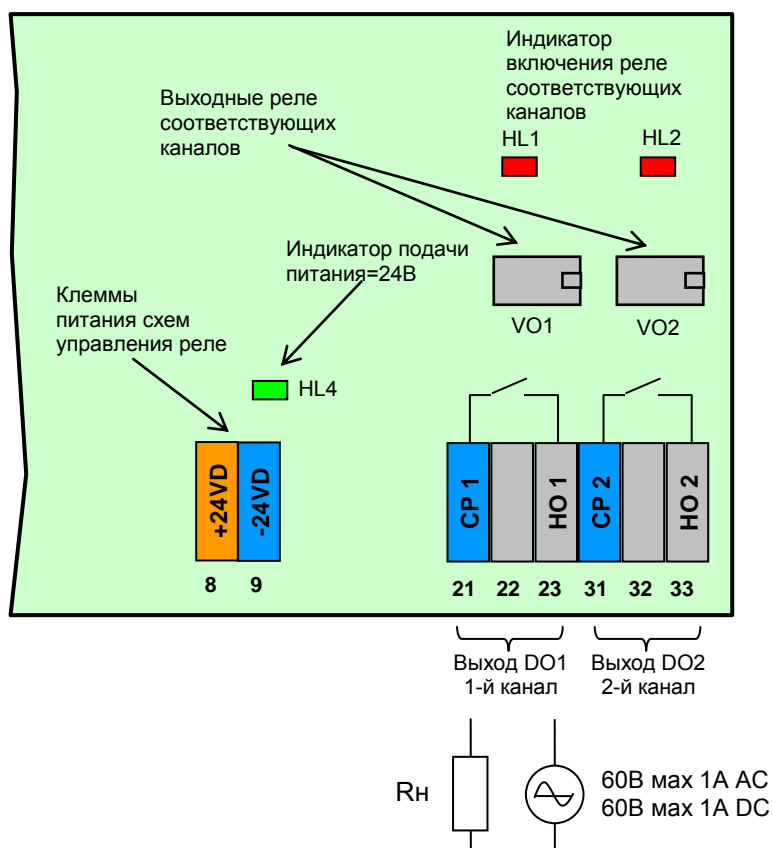 Индикатор
включения реле
соответствующих
каналов
Выходные реле
соответствующих
каналов
HL1
HL2
Индикатор подачи
питания=24В
Клеммы
питания схем
управления реле
VO1
VO2
HL4
+24VD
-24VD
СР 1
НО 1
СР 2
НО 2
8
9
21
22
23
31
32
33
Выход DO1
1-й канал
Выход DO2
2-й канал
Rн
60В мах 1А AC
60В мах 1А DC